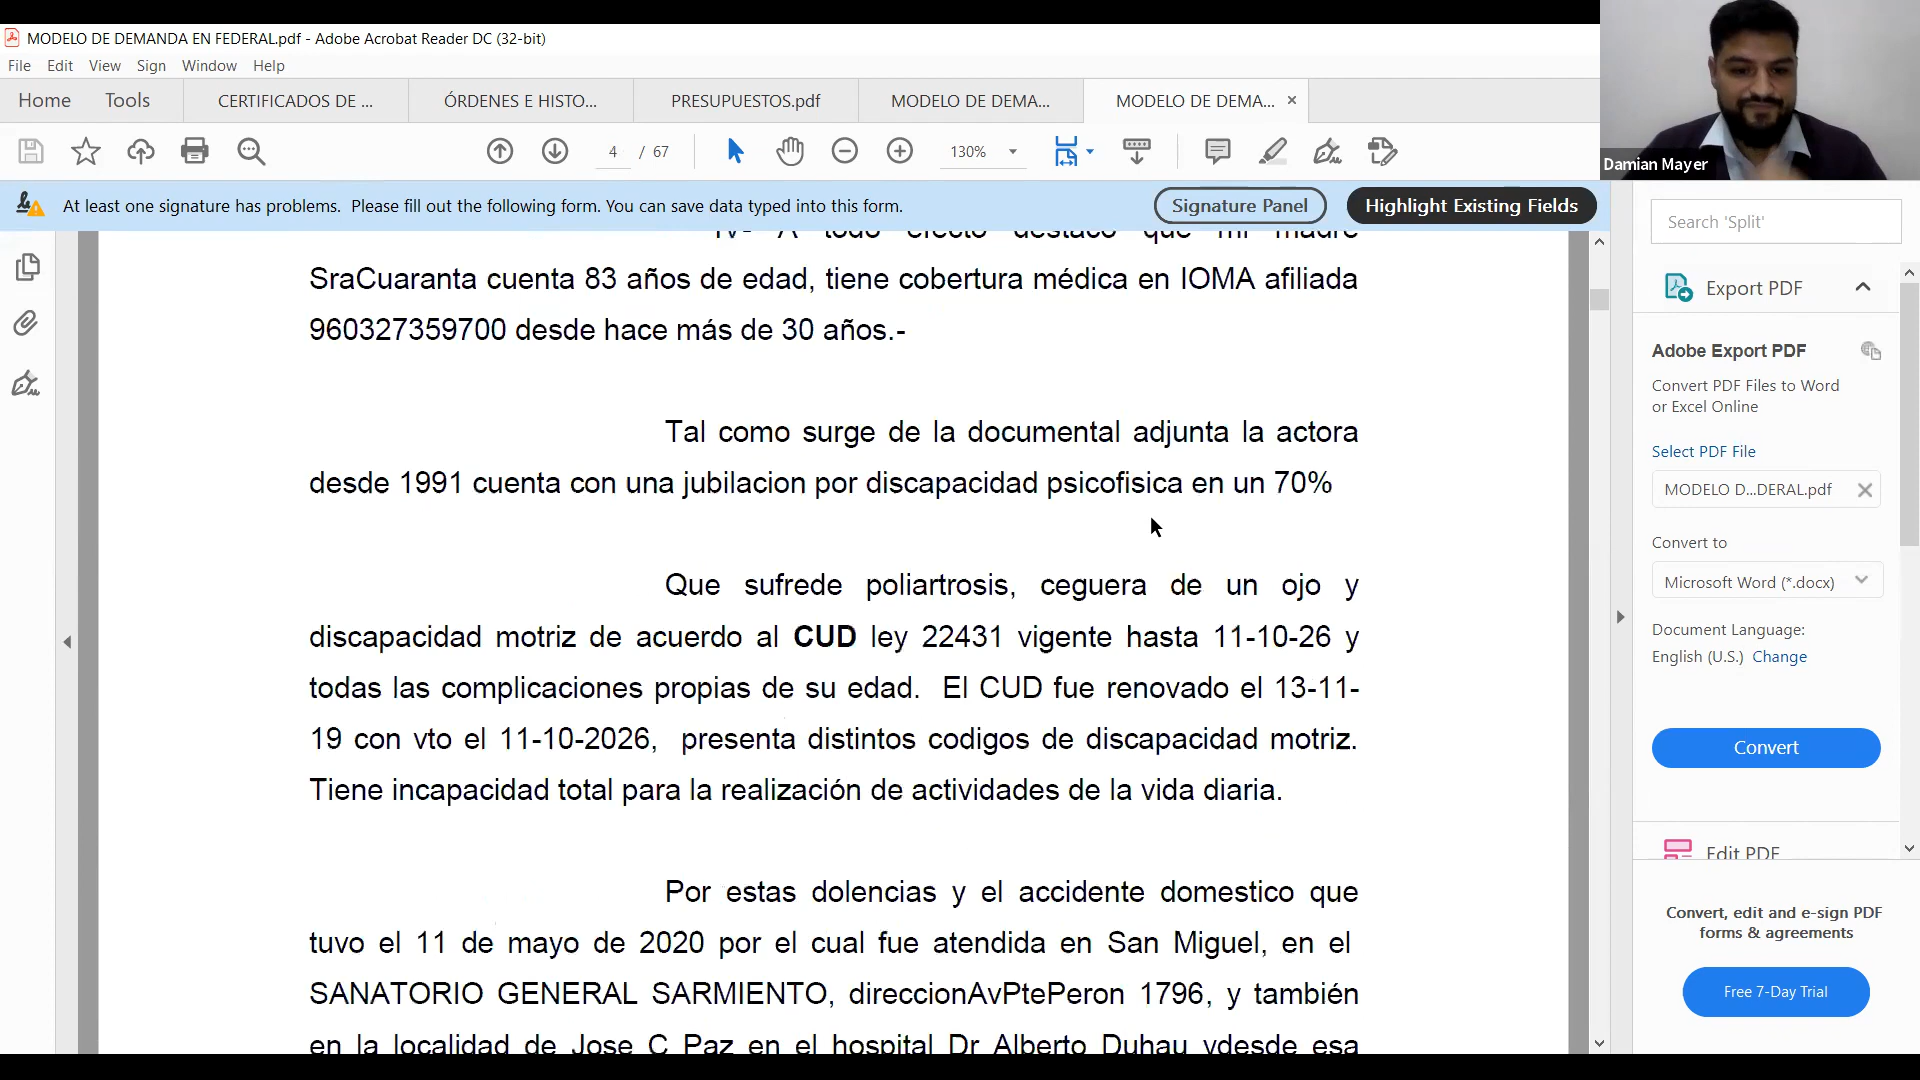 MODELO DE DEMANDA EN FEDERAL.pdf - Adobe Acrobat Reader DC (32-bit)
File Edit View Sign Window Help
Home Tools CERTIFICADOS DE ... ÓRDENES E HISTO... PRESUPUESTOS.pdf MODELO DE DEMA... MODELO DE DEMA...
4 / 67 130%
Damian Mayer
At least one signature has problems. Please fill out the following form. You can save data typed into this form.
Signature Panel
Highlight Existing Fields
IV- A todo efecto destaco que mi madre
SraCuaranta cuenta 83 años de edad, tiene cobertura médica en IOMA afiliada
960327359700 desde hace más de 30 años.-
Tal como surge de la documental adjunta la actora
desde 1991 cuenta con una jubilacion por discapacidad psicofisica en un 70%
Que sufrede poliartrosis, ceguera de un ojo y
discapacidad motriz de acuerdo al CUD ley 22431 vigente hasta 11-10-26 y
todas las complicaciones propias de su edad. El CUD fue renovado el 13-11-
19 con vto el 11-10-2026, presenta distintos codigos de discapacidad motriz.
Tiene incapacidad total para la realización de actividades de la vida diaria.
Por estas dolencias y el accidente domestico que
tuvo el 11 de mayo de 2020 por el cual fue atendida en San Miguel, en el
SANATORIO GENERAL SARMIENTO, direccionAvPtePeron 1796, y también
en la localidad de Jose C Paz en el hospital Dr Alberto Duhau ydesde esa
Search 'Split'
Export PDF
Adobe Export PDF
Convert PDF Files to Word
or Excel Online
Select PDF File
MODELO D...DERAL.pdf
Convert to
Microsoft Word (*.docx)
Document Language:
English (U.S.) Change
Convert
Edit PDF
Convert, edit and e-sign PDF
forms & agreements
Free 7-Day Trial